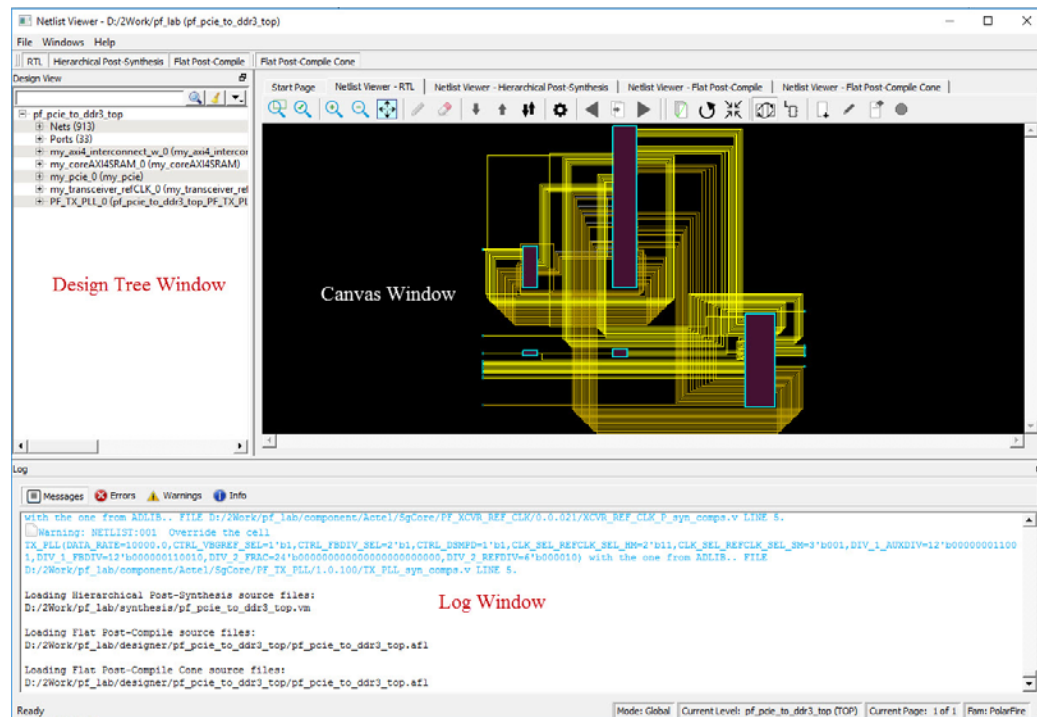 Netlist Viewer - D:/2Work/pf_lab (pf_pcie_to_ddr3_top)
File Windows Help
RTL Hierarchical Post-Synthesis Flat Post-Compile Flat Post-Compile Cone
Design View
Start Page Netlist Viewer - RTL Netlist Viewer - Hierarchical Post-Synthesis Netlist Viewer - Flat Post-Compile Netlist Viewer - Flat Post-Compile Cone
pf_pcie_to_ddr3_top
Nets (913)
Ports (33)
my_axi4_interconnect_w_0 (my_axi4_intercor
my_coreAXI4SRAM_0 (my_coreAXI4SRAM)
my_pcie_0 (my_pcie)
my_transceiver_refCLK_0 (my_transceiver_ref
PF_TX_PLL_0 (pf_pcie_to_ddr3_top_PF_TX_PL
Design Tree Window
Canvas Window
Log
Messages Errors Warnings Info
with the one from ADLIB.. FILE D:/2Work/pf_lab/component/Actel/SgCore/PF_XCVR_REF_CLK/0.0.021/XCVR_REF_CLK_P_syn_comps.v LINE 5.
Warning: NETLIST:001 Override the cell
TX_PLL(DATA_RATE=10000.0,CTRL_VBGREF_SEL=1'b1,CTRL_FBDIV_SEL=2'b1,CTRL_DSMPD=1'b1,CLK_SEL_REFCLK_SEL_HM=2'b11,CLK_SEL_REFCLK_SEL_SM=3'b001,DIV_1_AUXDIV=12'b00000001100
1,DIV_1_FBDIV=12'b000000110010,DIV_2_FRAC=24'b000000000000000000000000,DIV_2_REFDIV=6'b000010) with the one from ADLIB.. FILE
D:/2Work/pf_lab/component/Actel/SgCore/PF_TX_PLL/1.0.100/TX_PLL_syn_comps.v LINE 5.
Loading Hierarchical Post-Synthesis source files:
D:/2Work/pf_lab/synthesis/pf_pcie_to_ddr3_top.vm
Log Window
Loading Flat Post-Compile source files:
D:/2Work/pf_lab/designer/pf_pcie_to_ddr3_top/pf_pcie_to_ddr3_top.afl
Loading Flat Post-Compile Cone source files:
D:/2Work/pf_lab/designer/pf_pcie_to_ddr3_top/pf_pcie_to_ddr3_top.afl
Ready Mode: Global Current Level: pf_pcie_to_ddr3_top (TOP) Current Page: 1 of 1 Fam: PolarFire